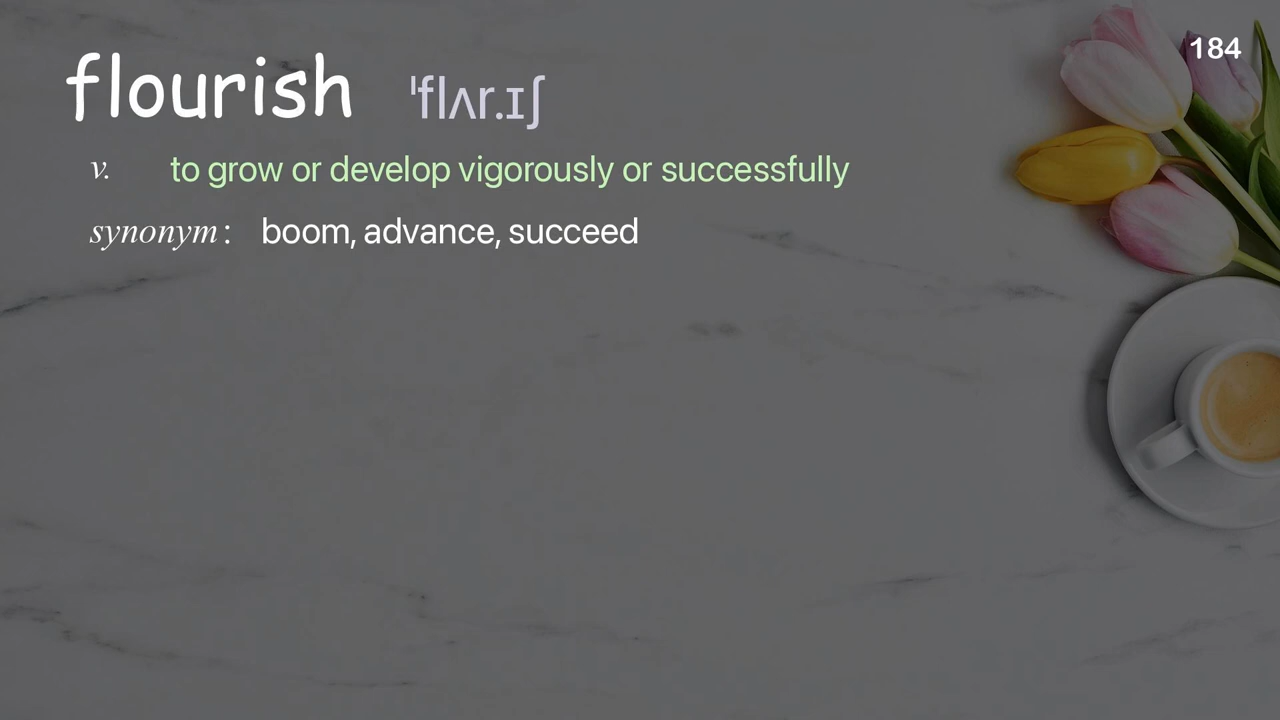 184
flourish ˈflʌr.ɪʃ
v. to grow or develop vigorously or successfully
synonym : boom, advance, succeed